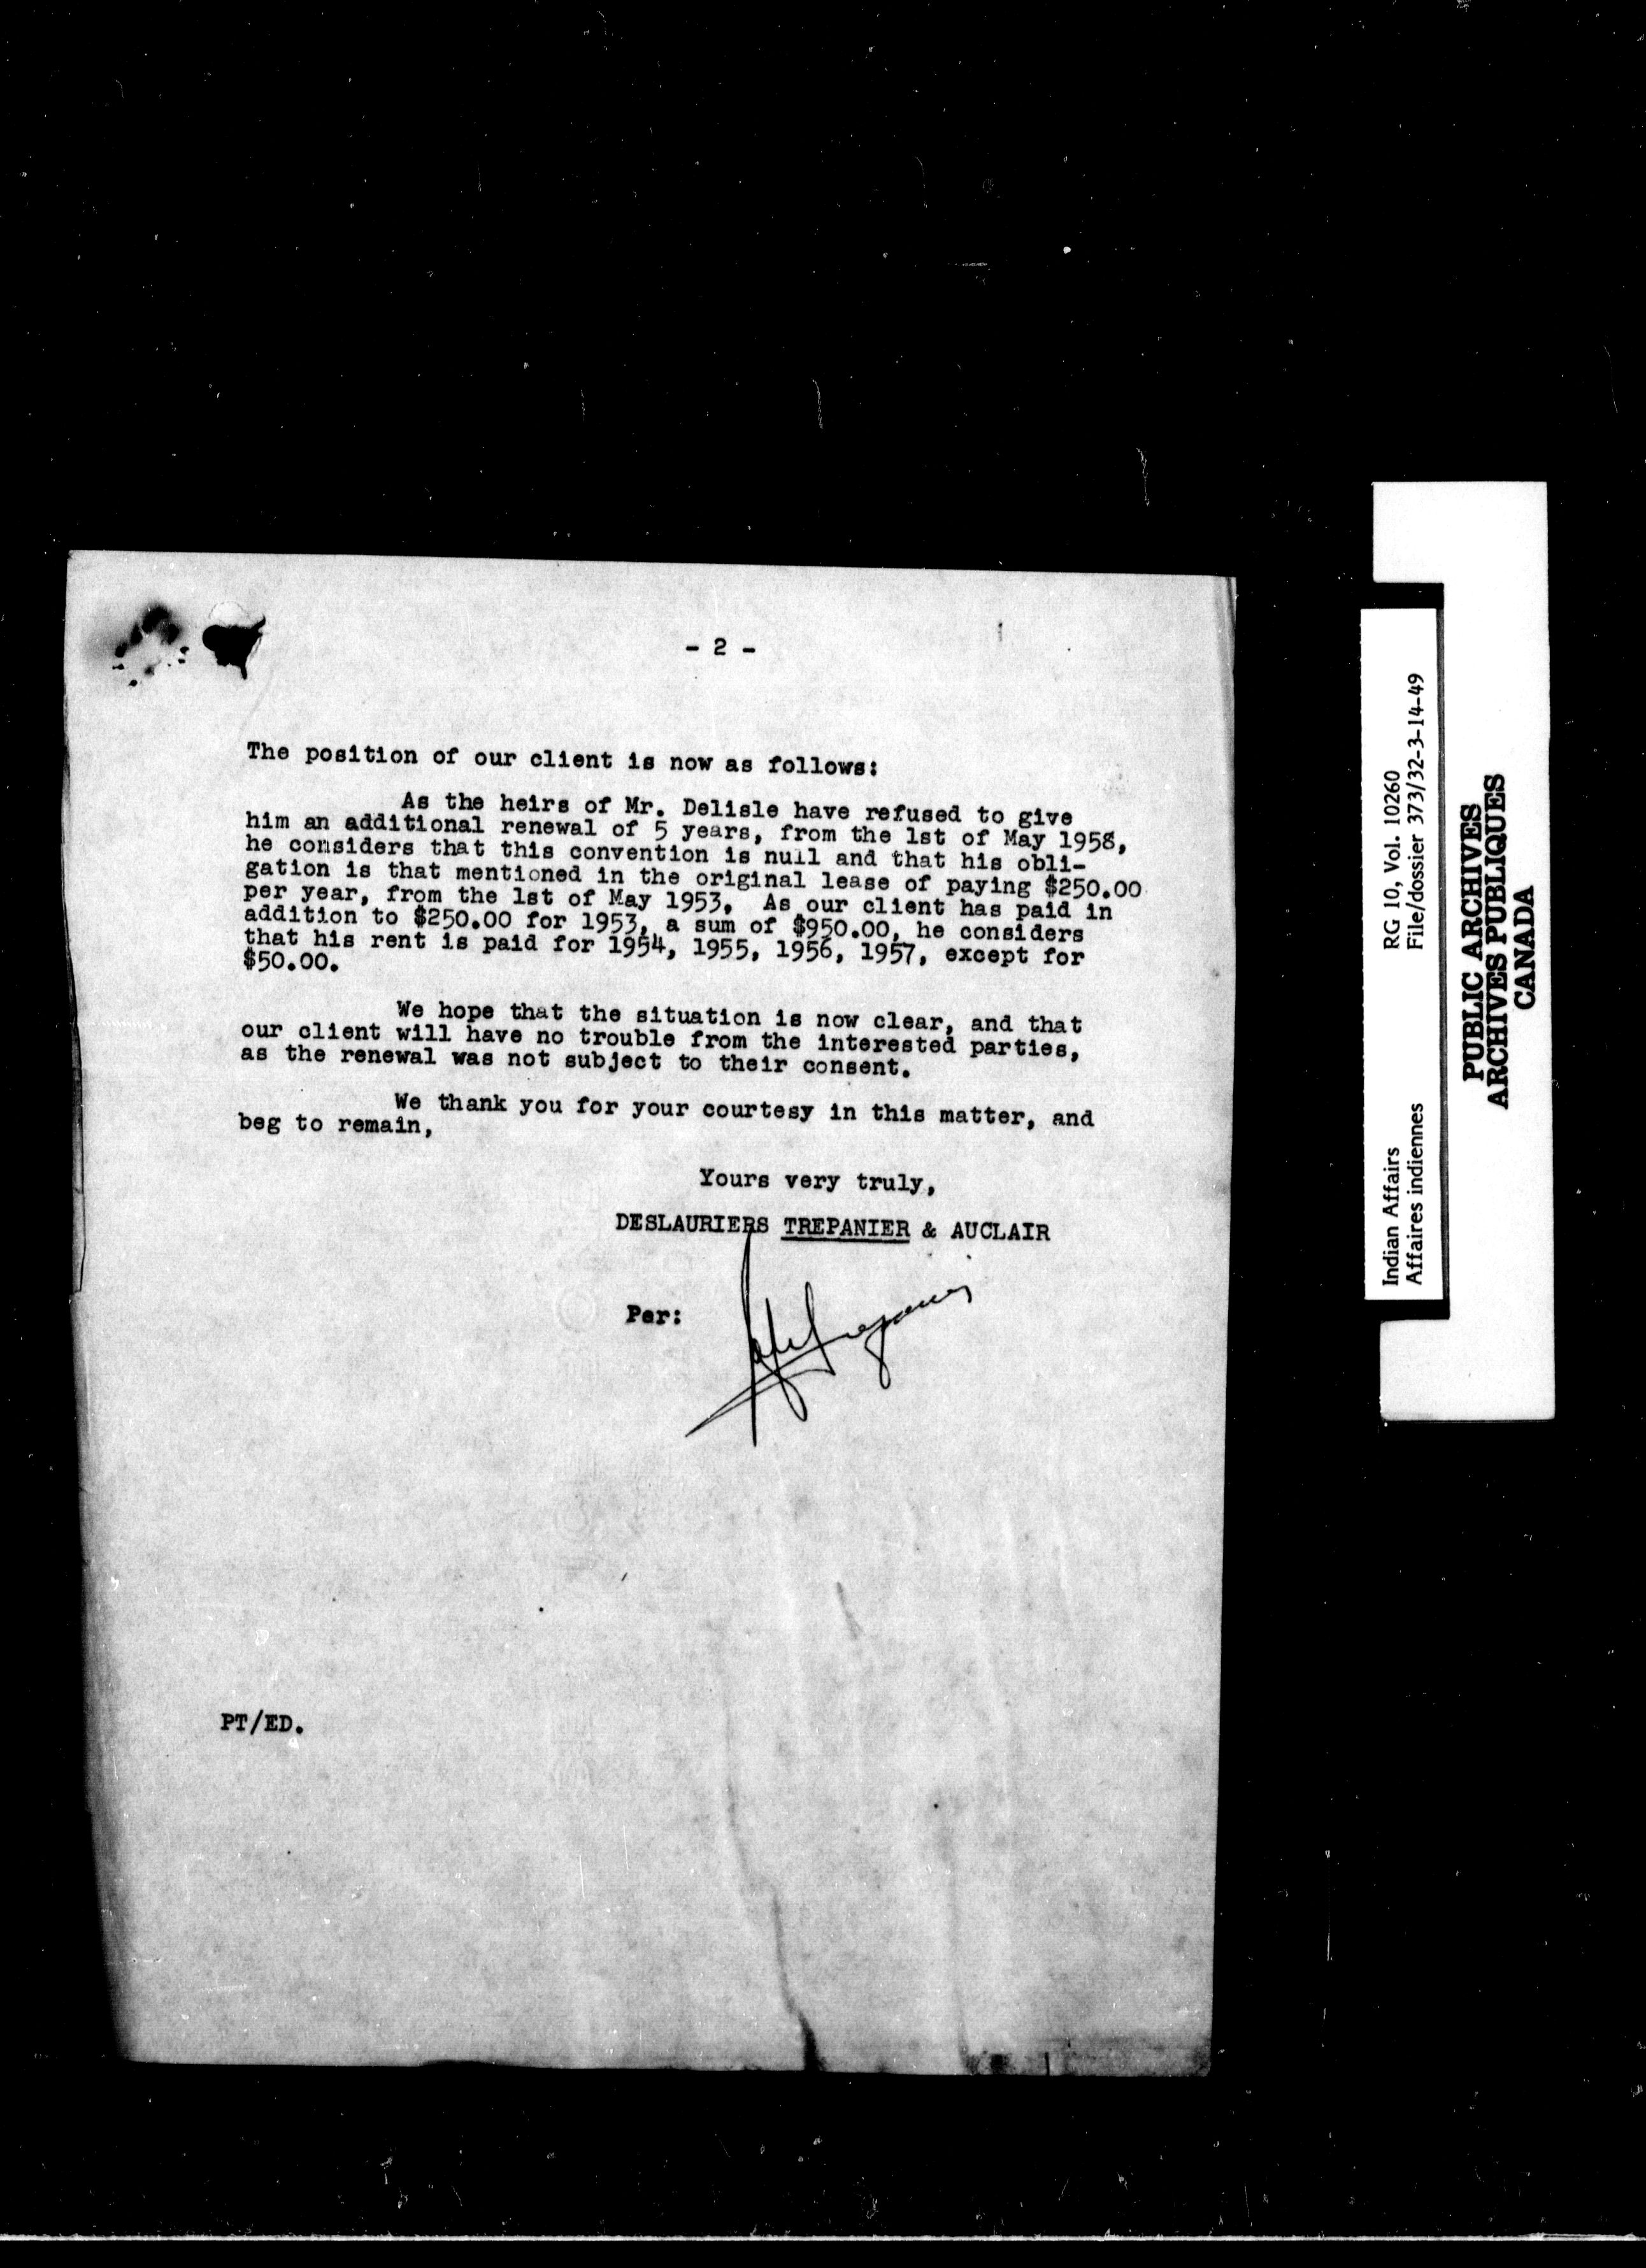 - 2 -
The position of our client is now as follows:
As the heirs of Mr. Delisle have refused to give
him an additional renewal of 5 years, from the 1st of May 1958,
he considers that this convention is null and that his obli-
gation is that mentioned in the original lease of paying $250.00
per year, from the 1st of May 1953. As our client has paid in
addition to $250.00 for 1953, a sum of $950.00, he considers
that his rent is paid for 1954, 1955, 1956, 1957, except for
$50.00.
We hope that the situation is now clear, and that
our client will have no trouble from the interested parties,
as the renewal was not subject to their consent.
We thank you for your courtesy in this matter, and
beg to remain,
Yours very truly,
DESLAURIERS TREPANIER & AUCLAIR
Per:
PT/ED.
Indian Affairs RG 10, Vol. 10260
Affaires indiennes File/dossier 373/32-3-14-49
PUBLIC ARCHIVES
ARCHIVES PUBLIQUES
CANADA